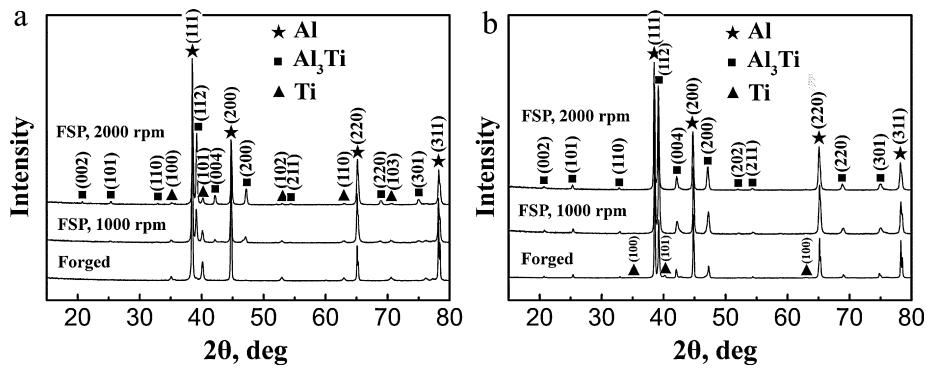 a
Intensity
★ Al
■ Al3Ti
▲ Ti
(111)
(112)
(200)
(220)
(311)
FSP, 2000 rpm
(002)
(101)
(110)
(100)
(101)
(004)
(200)
(102)
(211)
(110)
(220)
(103)
(301)
FSP, 1000 rpm
Forged
20 30 40 50 60 70 80
2θ, deg
b
Intensity
★ Al
■ Al3Ti
▲ Ti
(111)
(112)
(200)
(220)
(311)
FSP, 2000 rpm
(002)
(101)
(110)
(004)
(200)
(202)
(211)
(220)
(301)
FSP, 1000 rpm
Forged
(100)
(101)
(100)
20 30 40 50 60 70 80
2θ, deg